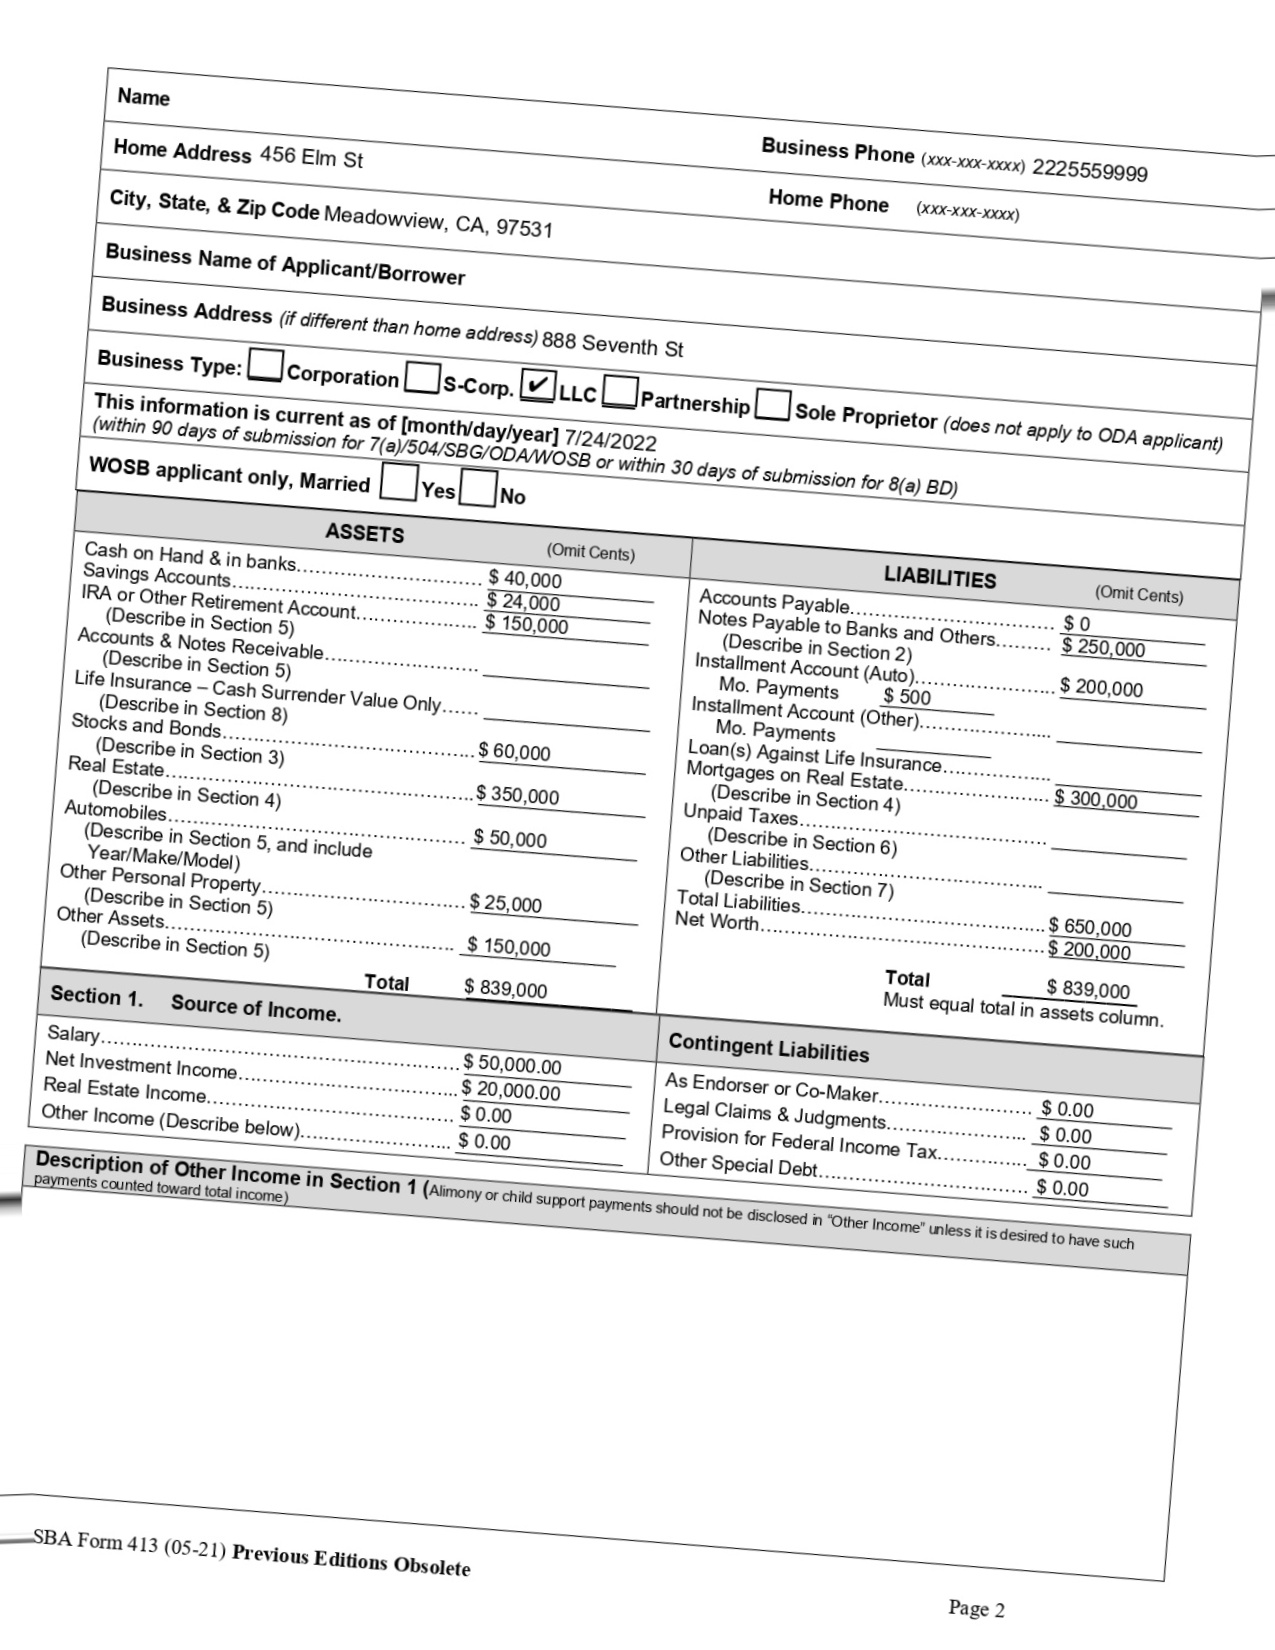 Name
Business Phone (xxx-xxx-xxxx) 2225559999
Home Address 456 Elm St
Home Phone (xxx-xxx-xxxx)
City, State, & Zip Code Meadowview, CA, 97531
Business Name of Applicant/Borrower
Business Address (if different than home address) 888 Seventh St
Business Type: Corporation S-Corp. ✔ LLC Partnership Sole Proprietor (does not apply to ODA applicant)
This information is current as of [month/day/year] 7/24/2022
(within 90 days of submission for 7(a)/504/SBG/ODA/WOSB or within 30 days of submission for 8(a) BD)
WOSB applicant only, Married Yes No
ASSETS (Omit Cents)
Cash on Hand & in banks............................. $ 40,000
Savings Accounts....................................... $ 24,000
IRA or Other Retirement Account................... $ 150,000
(Describe in Section 5)
Accounts & Notes Receivable........................
(Describe in Section 5)
Life Insurance – Cash Surrender Value Only......
(Describe in Section 8)
Stocks and Bonds........................................ $ 60,000
(Describe in Section 3)
Real Estate................................................. $ 350,000
(Describe in Section 4)
Automobiles............................................... $ 50,000
(Describe in Section 5, and include
Year/Make/Model)
Other Personal Property................................ $ 25,000
(Describe in Section 5)
Other Assets.............................................. $ 150,000
(Describe in Section 5)
Total $ 839,000
LIABILITIES (Omit Cents)
Accounts Payable................................. $ 0
Notes Payable to Banks and Others......... $ 250,000
(Describe in Section 2)
Installment Account (Auto)...................... $ 200,000
Mo. Payments $ 500
Installment Account (Other).....................
Mo. Payments
Loan(s) Against Life Insurance.................
Mortgages on Real Estate....................... $ 300,000
(Describe in Section 4)
Unpaid Taxes........................................
(Describe in Section 6)
Other Liabilities......................................
(Describe in Section 7)
Total Liabilities....................................... $ 650,000
Net Worth............................................. $ 200,000
Total $ 839,000
Must equal total in assets column.
Section 1. Source of Income.
Salary......................................................... $ 50,000.00
Net Investment Income................................... $ 20,000.00
Real Estate Income....................................... $ 0.00
Other Income (Describe below)........................ $ 0.00
Contingent Liabilities
As Endorser or Co-Maker........................ $ 0.00
Legal Claims & Judgments...................... $ 0.00
Provision for Federal Income Tax.............. $ 0.00
Other Special Debt................................. $ 0.00
Description of Other Income in Section 1 (Alimony or child support payments should not be disclosed in “Other Income” unless it is desired to have such
payments counted toward total income)
SBA Form 413 (05-21) Previous Editions Obsolete
Page 2